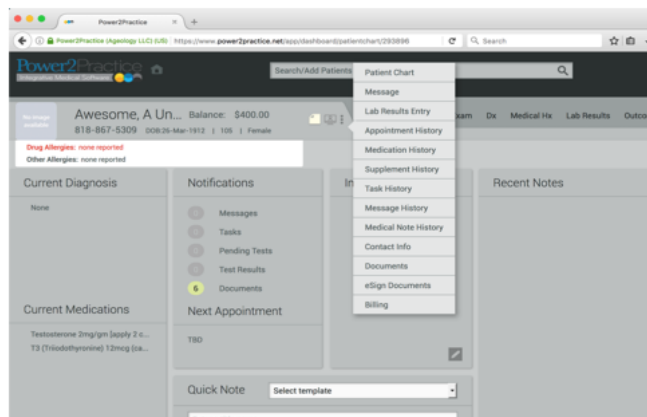 Power2Practice
Power2Practice (Ageology LLC) (US)
https://www.power2practice.net/app/dashboard/patientchart/293896
Search
Power2Practice
Integrative Medical Software
Search/Add Patients
No image
available
Awesome, A Un... Balance: $400.00
818-867-5309 DOB:25-Mar-1912 | 105 | Female
Drug Allergies: none reported
Other Allergies: none reported
Patient Chart
Message
Lab Results Entry
Appointment History
Medication History
Supplement History
Task History
Message History
Medical Note History
Contact Info
Documents
eSign Documents
Billing
xam Dx Medical Hx Lab Results Outco
Current Diagnosis
None
Notifications
Messages
Tasks
Pending Tests
Test Results
6 Documents
In
Recent Notes
Current Medications
Testosterone 2mg/gm [apply 2 c...
T3 (Triiodothyronine) 12mcg (ca...
Next Appointment
TBD
Quick Note Select template